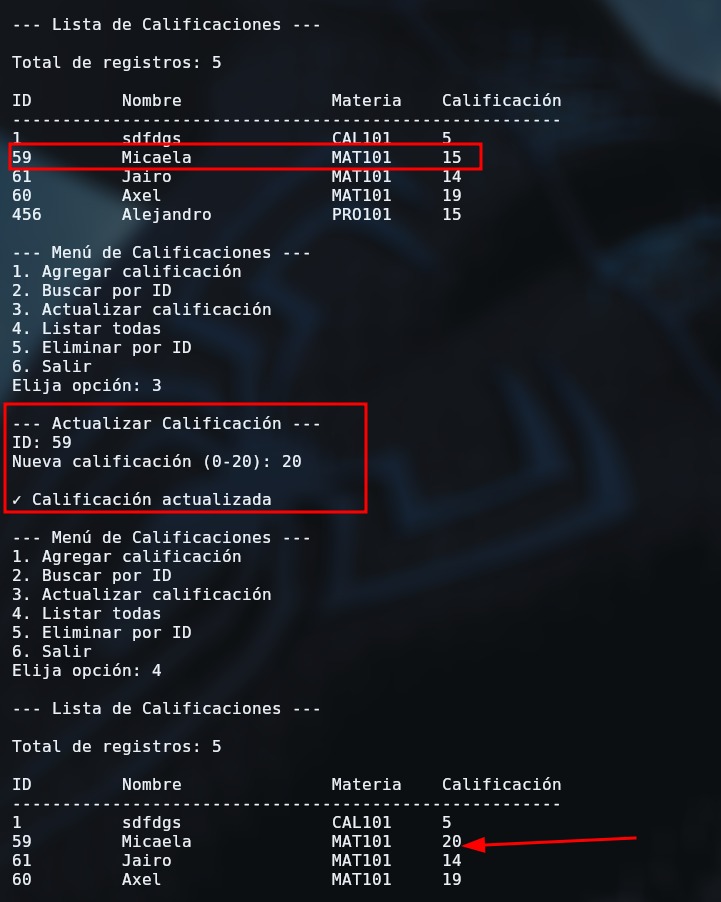 --- Lista de Calificaciones ---
Total de registros: 5
ID Nombre Materia Calificación
-------------------------------------------------------
1 sdfdgs CAL101 5
59 Micaela MAT101 15
61 Jairo MAT101 14
60 Axel MAT101 19
456 Alejandro PRO101 15
--- Menú de Calificaciones ---
1. Agregar calificación
2. Buscar por ID
3. Actualizar calificación
4. Listar todas
5. Eliminar por ID
6. Salir
Elija opción: 3
--- Actualizar Calificación ---
ID: 59
Nueva calificación (0-20): 20
✓ Calificación actualizada
--- Menú de Calificaciones ---
1. Agregar calificación
2. Buscar por ID
3. Actualizar calificación
4. Listar todas
5. Eliminar por ID
6. Salir
Elija opción: 4
--- Lista de Calificaciones ---
Total de registros: 5
ID Nombre Materia Calificación
-------------------------------------------------------
1 sdfdgs CAL101 5
59 Micaela MAT101 20
61 Jairo MAT101 14
60 Axel MAT101 19